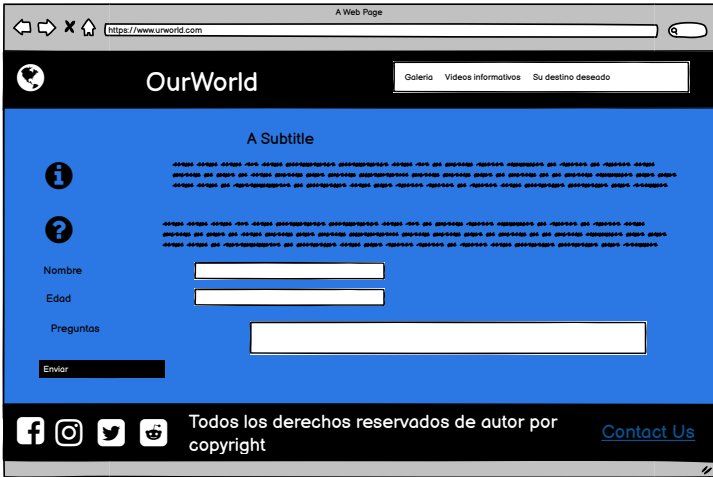 A Web Page
https://www.urworld.com
OurWorld
Galeria Videos informativos Su destino deseado
A Subtitle
Nombre
Edad
Preguntas
Enviar
Todos los derechos reservados de autor por
copyright
Contact Us